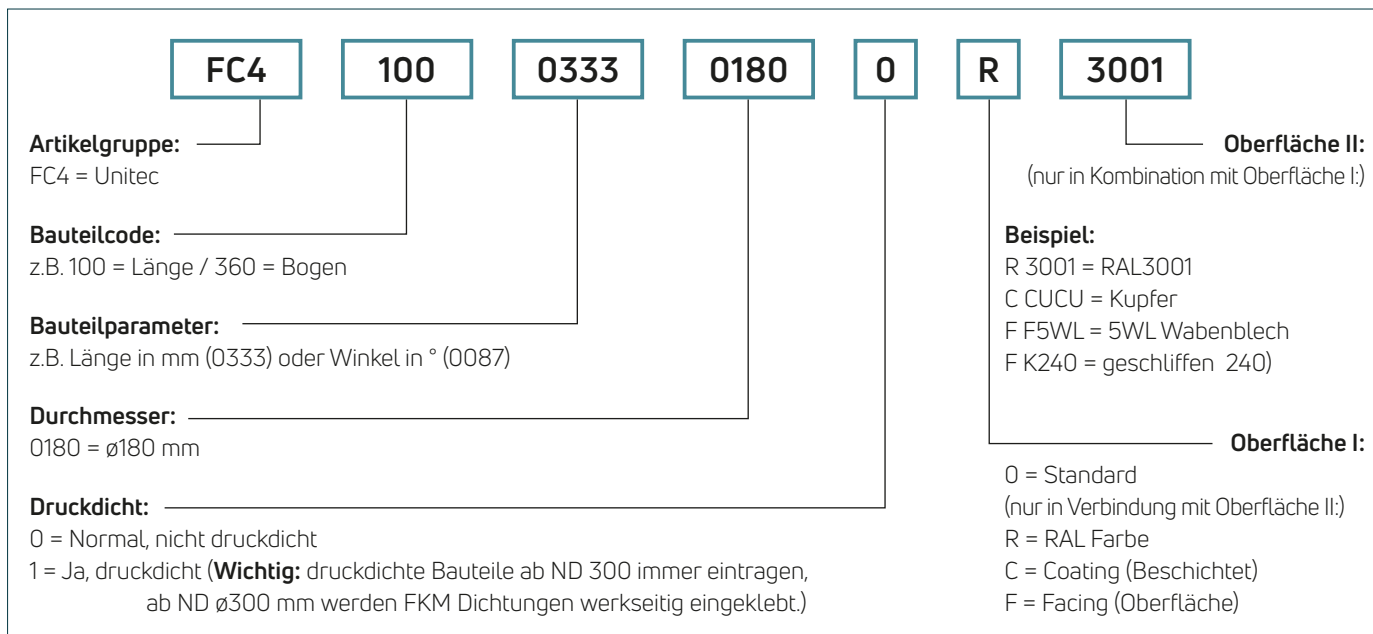 FC4 100 0333 0180 0 R 3001
Artikelgruppe:
FC4 = Unitec
Bauteilcode:
z.B. 100 = Länge / 360 = Bogen
Bauteilparameter:
z.B. Länge in mm (0333) oder Winkel in ° (0087)
Durchmesser:
0180 = ø180 mm
Druckdicht:
0 = Normal, nicht druckdicht
1 = Ja, druckdicht (Wichtig: druckdichte Bauteile ab ND 300 immer eintragen,
ab ND ø300 mm werden FKM Dichtungen werkseitig eingeklebt.)
Oberfläche II:
(nur in Kombination mit Oberfläche I:)
Beispiel:
R 3001 = RAL3001
C CUCU = Kupfer
F F5WL = 5WL Wabenblech
F K240 = geschliffen 240)
Oberfläche I:
0 = Standard
(nur in Verbindung mit Oberfläche II:)
R = RAL Farbe
C = Coating (Beschichtet)
F = Facing (Oberfläche)